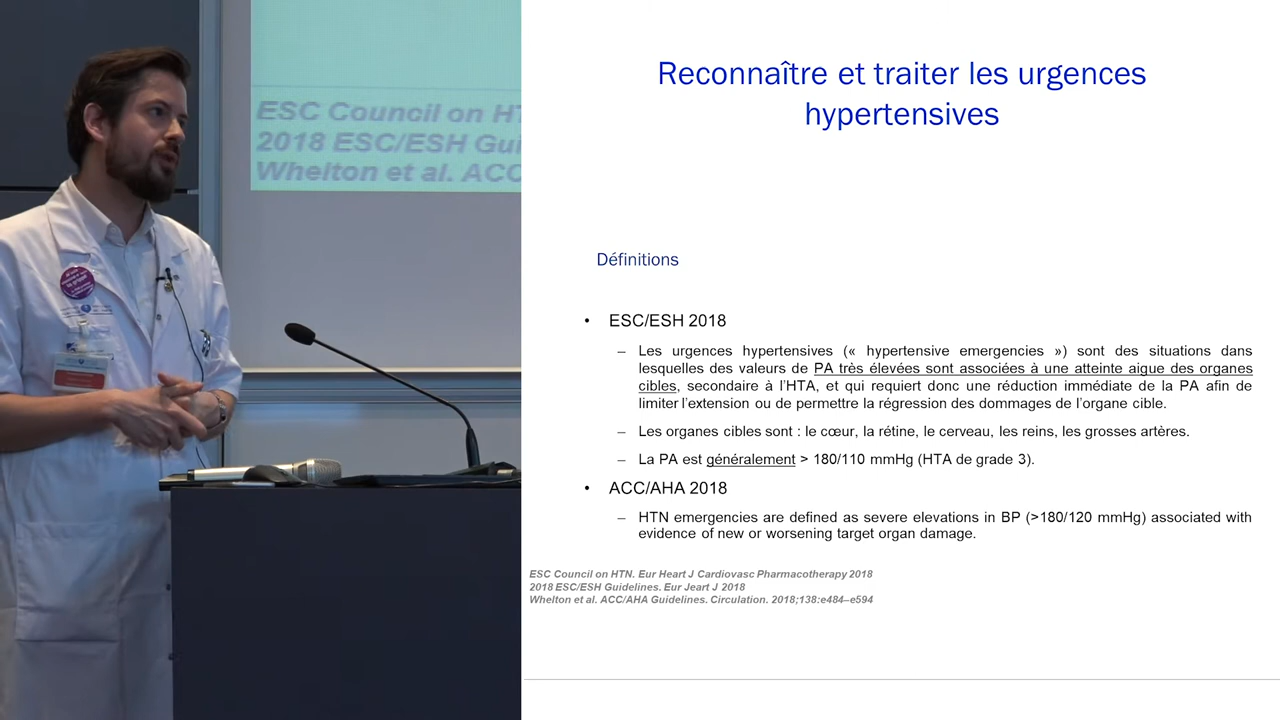 ESC Council on HT
2018 ESC/ESH Gui
Whelton et al. ACC
Reconnaître et traiter les urgences
hypertensives
Définitions
• ESC/ESH 2018
– Les urgences hypertensives (« hypertensive emergencies ») sont des situations dans
lesquelles des valeurs de PA très élevées sont associées à une atteinte aigue des organes
cibles, secondaire à l'HTA, et qui requiert donc une réduction immédiate de la PA afin de
limiter l'extension ou de permettre la régression des dommages de l'organe cible.
– Les organes cibles sont : le cœur, la rétine, le cerveau, les reins, les grosses artères.
– La PA est généralement > 180/110 mmHg (HTA de grade 3).
• ACC/AHA 2018
– HTN emergencies are defined as severe elevations in BP (>180/120 mmHg) associated with
evidence of new or worsening target organ damage.
ESC Council on HTN. Eur Heart J Cardiovasc Pharmacotherapy 2018
2018 ESC/ESH Guidelines. Eur Jeart J 2018
Whelton et al. ACC/AHA Guidelines. Circulation. 2018;138:e484–e594